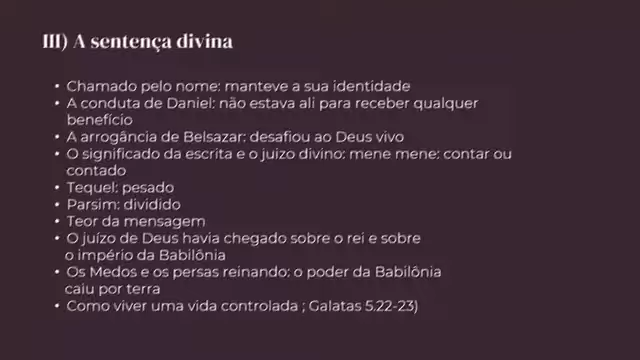 III) A sentença divina
• Chamado pelo nome: manteve a sua identidade
• A conduta de Daniel: não estava ali para receber qualquer
benefício
• A arrogância de Belsazar: desafiou ao Deus vivo
• O significado da escrita e o juizo divino: mene mene: contar ou
contado
• Tequel: pesado
• Parsim: dividido
• Teor da mensagem
• O juízo de Deus havia chegado sobre o rei e sobre
o império da Babilônia
• Os Medos e os persas reinando: o poder da Babilônia
caiu por terra
• Como viver uma vida controlada ; Galatas 5.22-23)